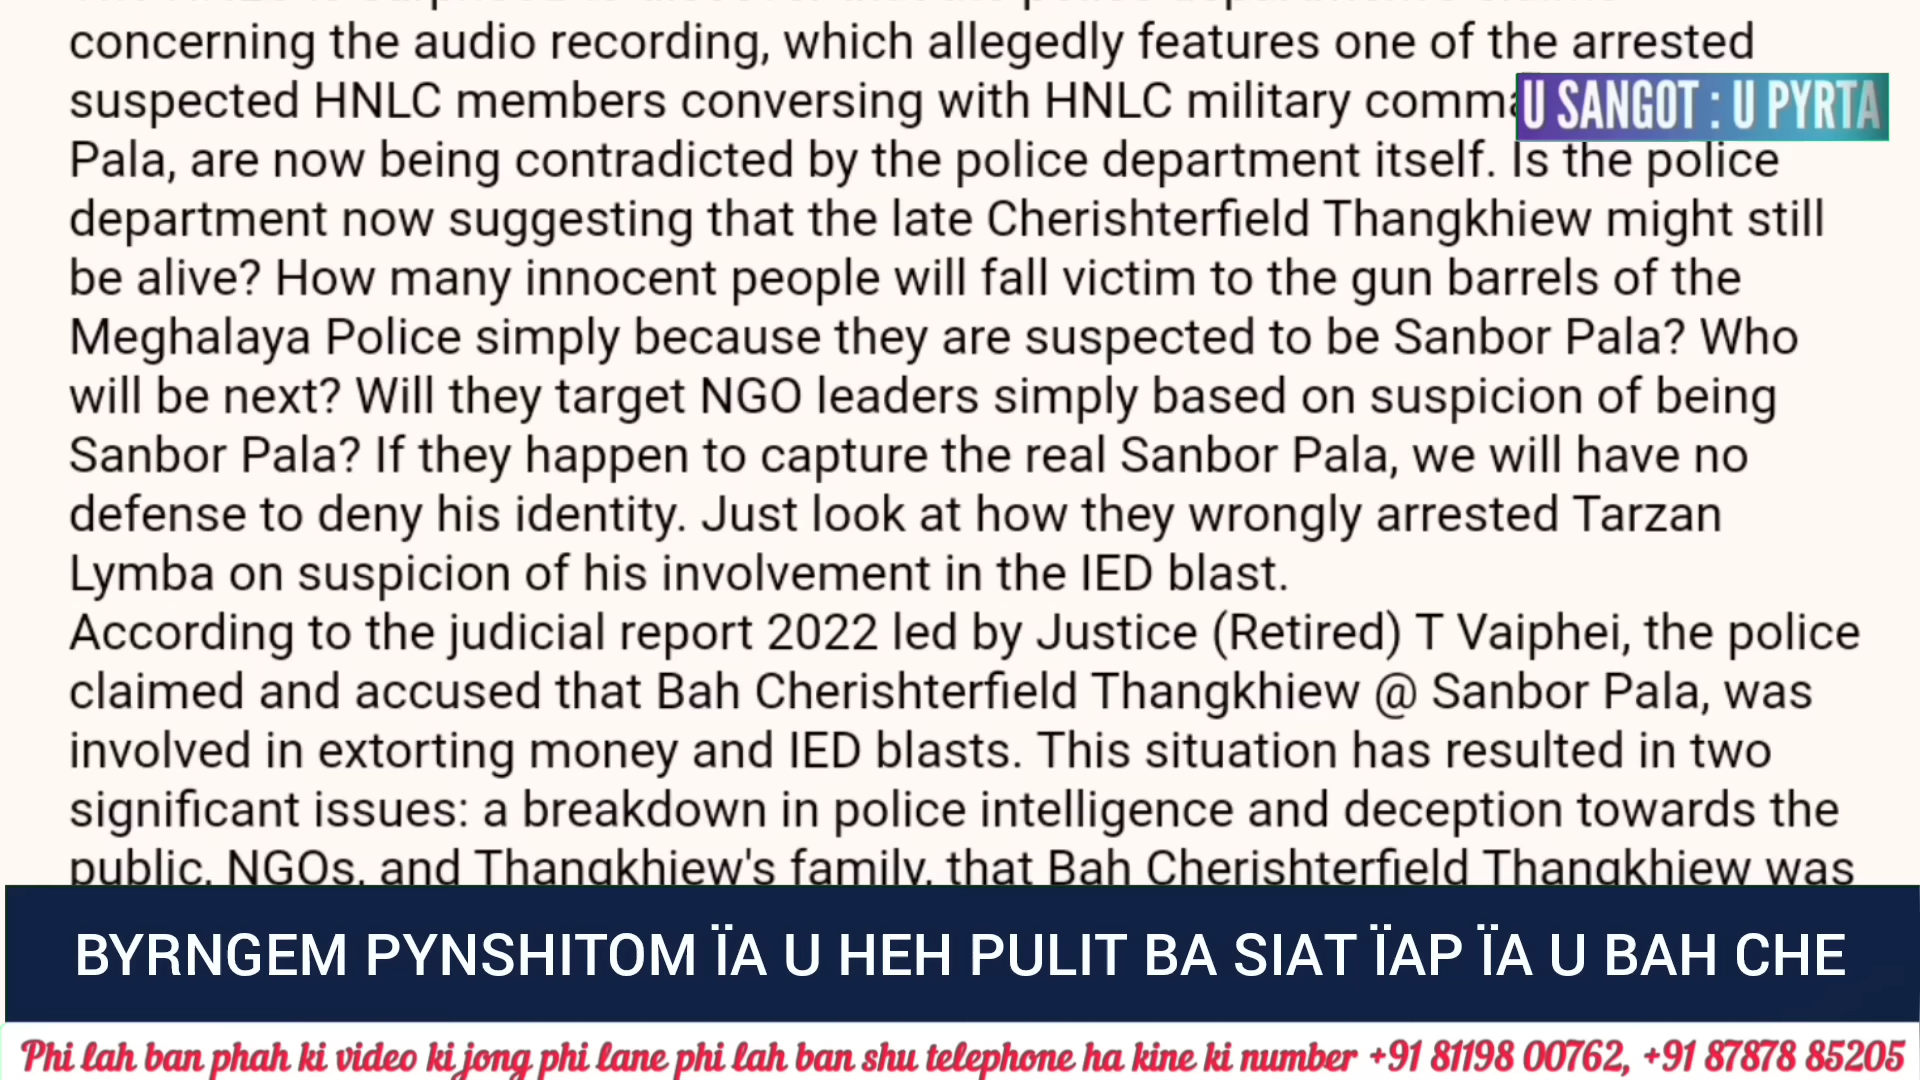 concerning the audio recording, which allegedly features one of the arrested
suspected HNLC members conversing with HNLC military
U SANGOT : U PYRTA
Pala, are now being contradicted by the police department itself. Is the police
department now suggesting that the late Cherishterfield Thangkhiew might still
be alive? How many innocent people will fall victim to the gun barrels of the
Meghalaya Police simply because they are suspected to be Sanbor Pala? Who
will be next? Will they target NGO leaders simply based on suspicion of being
Sanbor Pala? If they happen to capture the real Sanbor Pala, we will have no
defense to deny his identity. Just look at how they wrongly arrested Tarzan
Lymba on suspicion of his involvement in the IED blast.
According to the judicial report 2022 led by Justice (Retired) T Vaiphei, the police
claimed and accused that Bah Cherishterfield Thangkhiew @ Sanbor Pala, was
involved in extorting money and IED blasts. This situation has resulted in two
significant issues: a breakdown in police intelligence and deception towards the
public, NGOs, and Thangkhiew's family, that Bah Cherishterfield Thangkhiew was
BYRNGEM PYNSHITOM ÏA U HEH PULIT BA SIAT ÏAP ÏA U BAH CHE
Phi lah ban phah ki video ki jong phi lane phi lah ban shu telephone ha kine ki number +91 81198 00762, +91 87878 85205